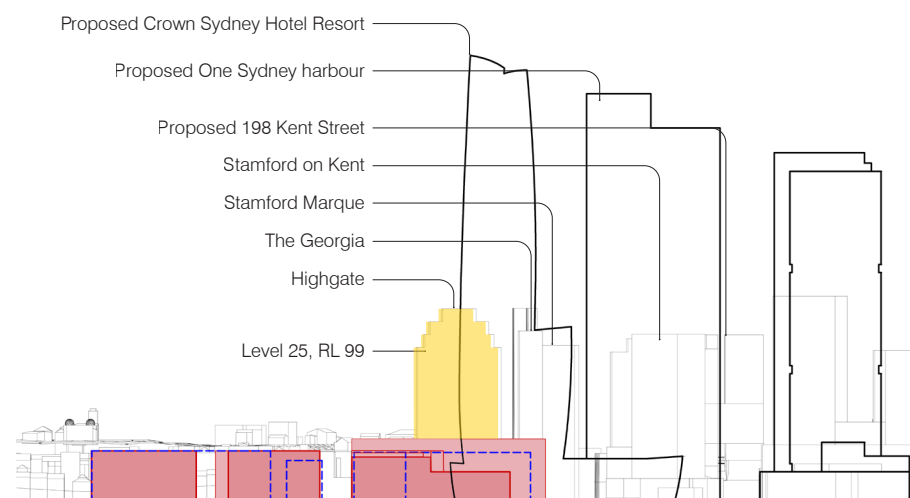 Proposed Crown Sydney Hotel Resort
Proposed One Sydney harbour
Proposed 198 Kent Street
Stamford on Kent
Stamford Marque
The Georgia
Highgate
Level 25, RL 99